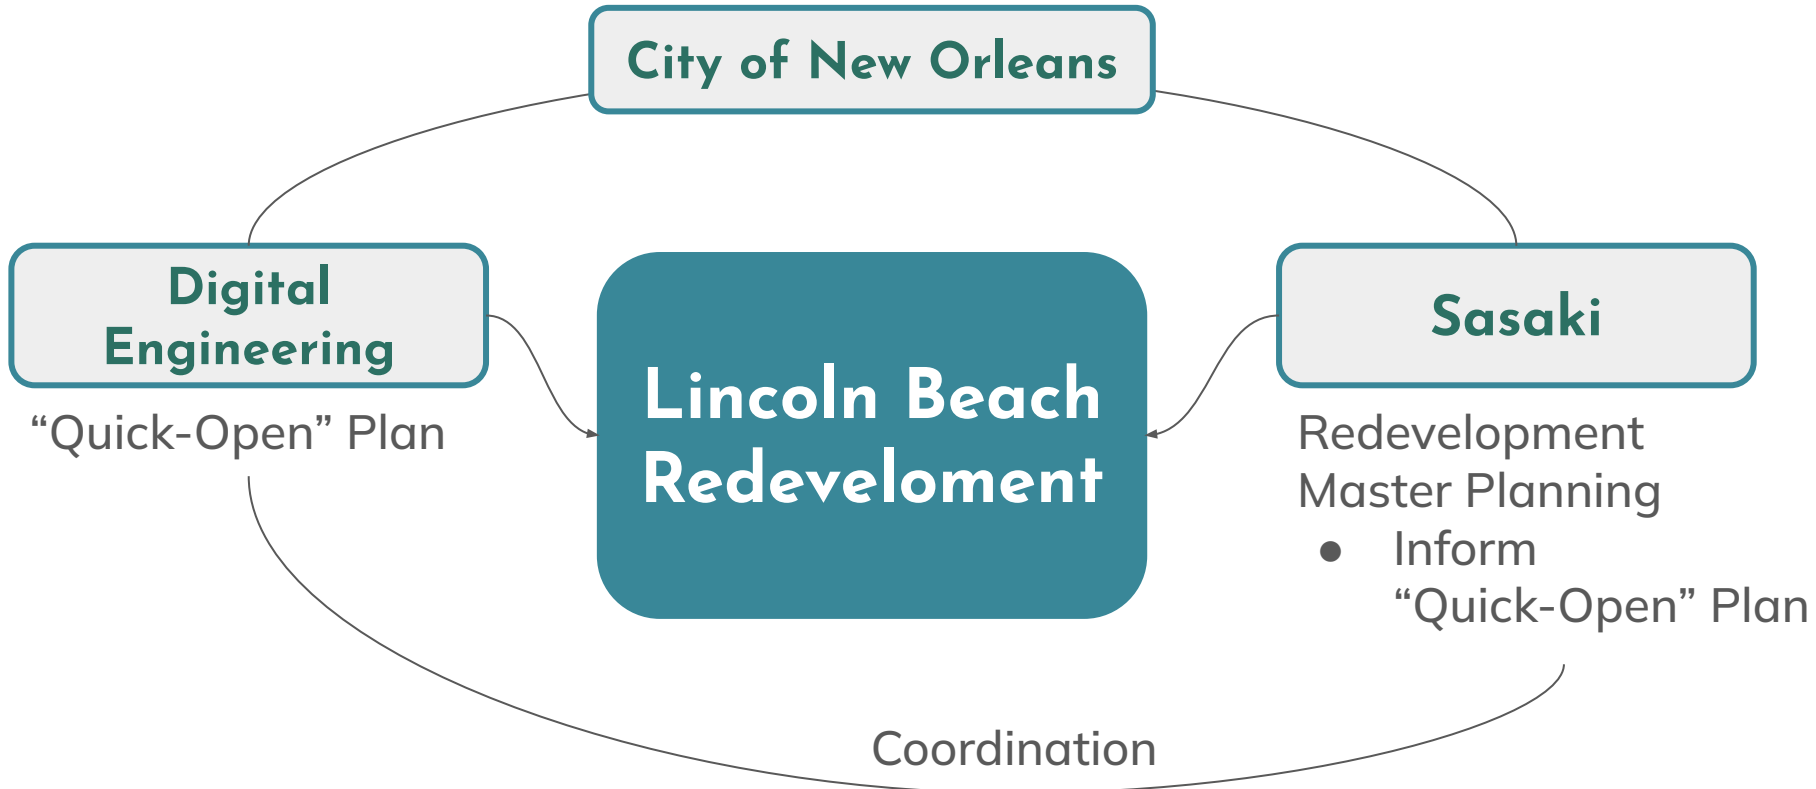 City of New Orleans
Digital
Engineering
“Quick-Open” Plan
Lincoln Beach
Redeveloment
Sasaki
Redevelopment
Master Planning
● Inform
“Quick-Open” Plan
Coordination